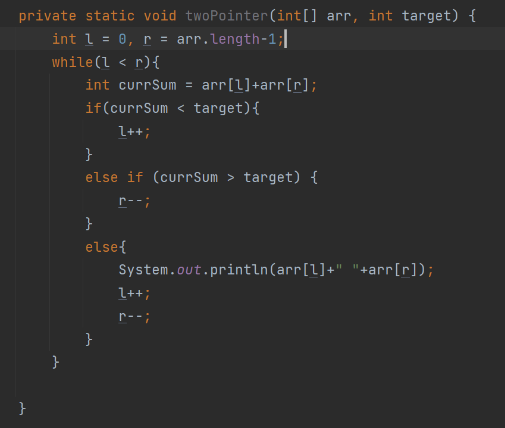 private static void twoPointer(int[] arr, int target) {
    int l = 0, r = arr.length-1;
    while(l < r){
        int currSum = arr[l]+arr[r];
        if(currSum < target){
            l++;
        }
        else if (currSum > target) {
            r--;
        }
        else{
            System.out.println(arr[l]+" "+arr[r]);
            l++;
            r--;
        }
    }
}